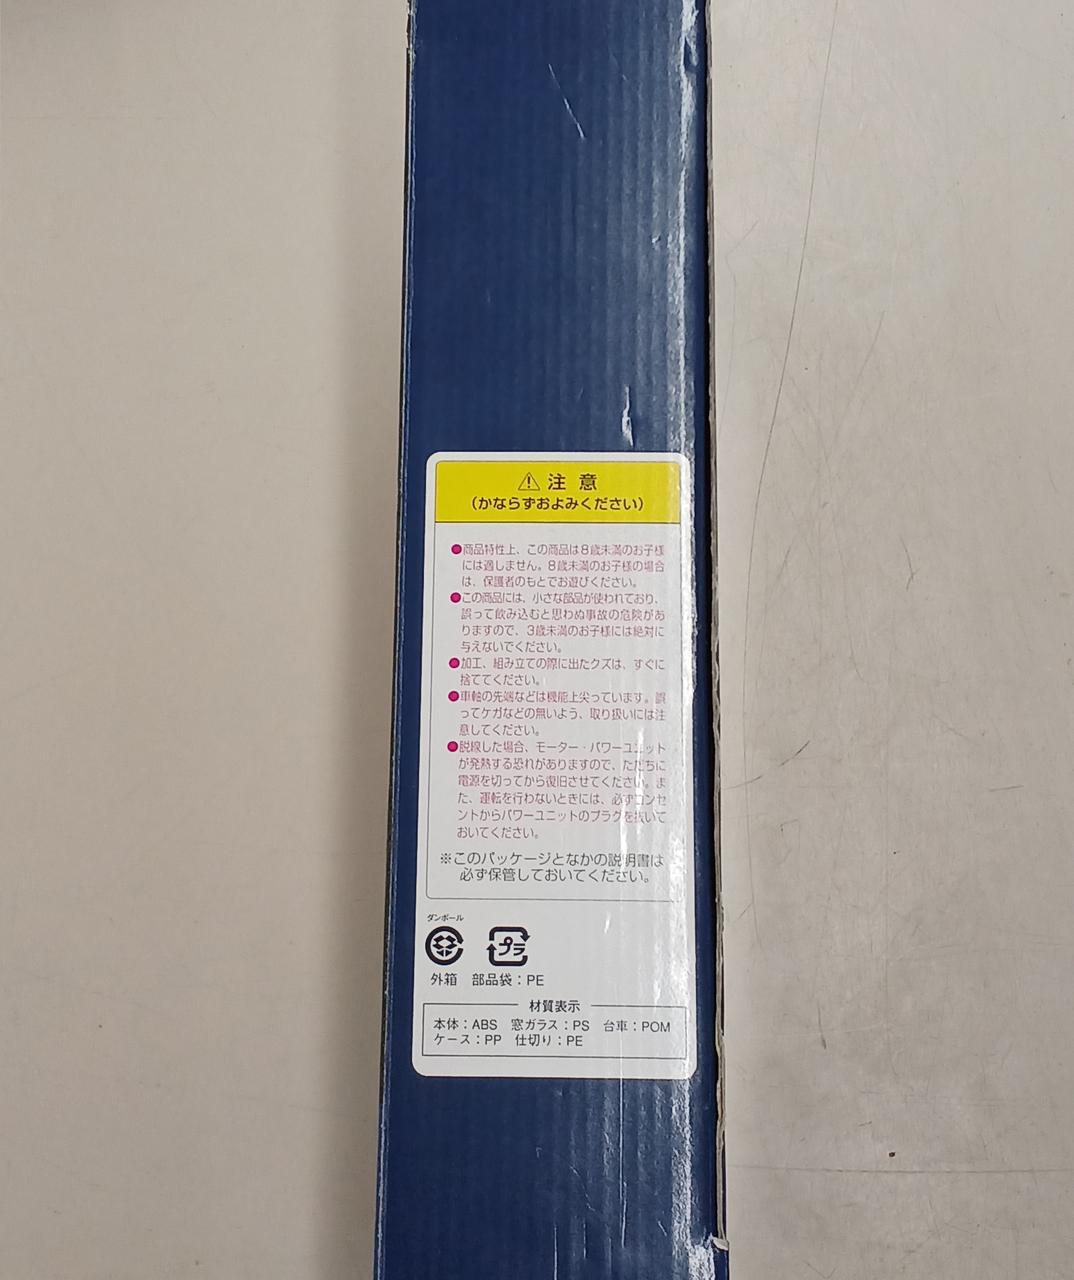 ⚠ 注意
（かならずおよみください）
●商品特性上、この商品は8歳未満のお子様
には適しません。8歳未満のお子様の場合
は、保護者のもとでお遊びください。
●この商品には、小さな部品が使われており、
誤って飲み込むと思わぬ事故の危険があ
りますので、3歳未満のお子様には絶対に
与えないでください。
●加工、組み立ての際に出たクズは、すぐに
捨ててください。
●車軸の先端などは機能上尖っています。誤
ってケガなどの無いよう、取り扱いには注
意してください。
●脱線した場合、モーター・パワーユニット
が発熱する恐れがありますので、ただちに
電源を切ってから復旧させてください。ま
た、運転を行わないときには、必ずコンセ
ントからパワーユニットのプラグを抜いて
おいてください。
※このパッケージとなかの説明書は
必ず保管しておいてください。
ダンボール
プラ
外箱 部品袋：PE
材質表示
本体：ABS 窓ガラス：PS 台車：POM
ケース：PP 仕切り：PE